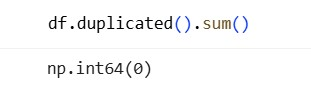 df.duplicated().sum()
np.int64(0)